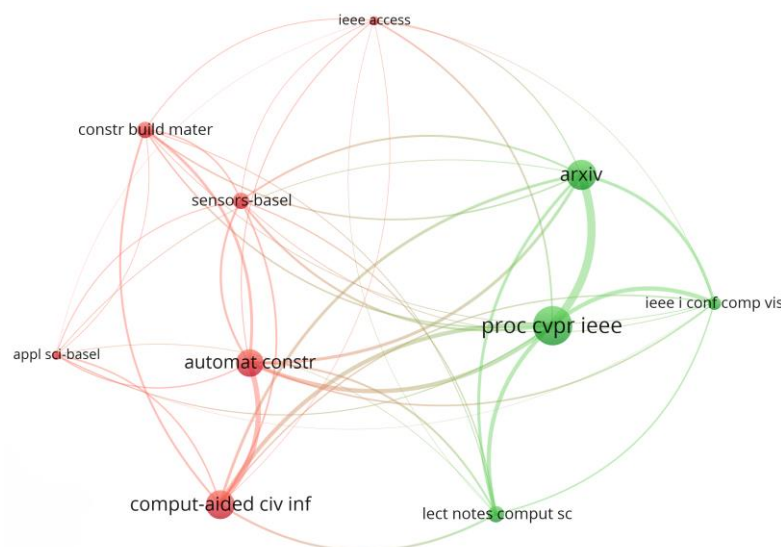 ieee access
constr build mater
arxiv
sensors-basel
ieee i conf comp vis
proc cvpr ieee
appl sci-basel
automat constr
comput-aided civ inf
lect notes comput sc